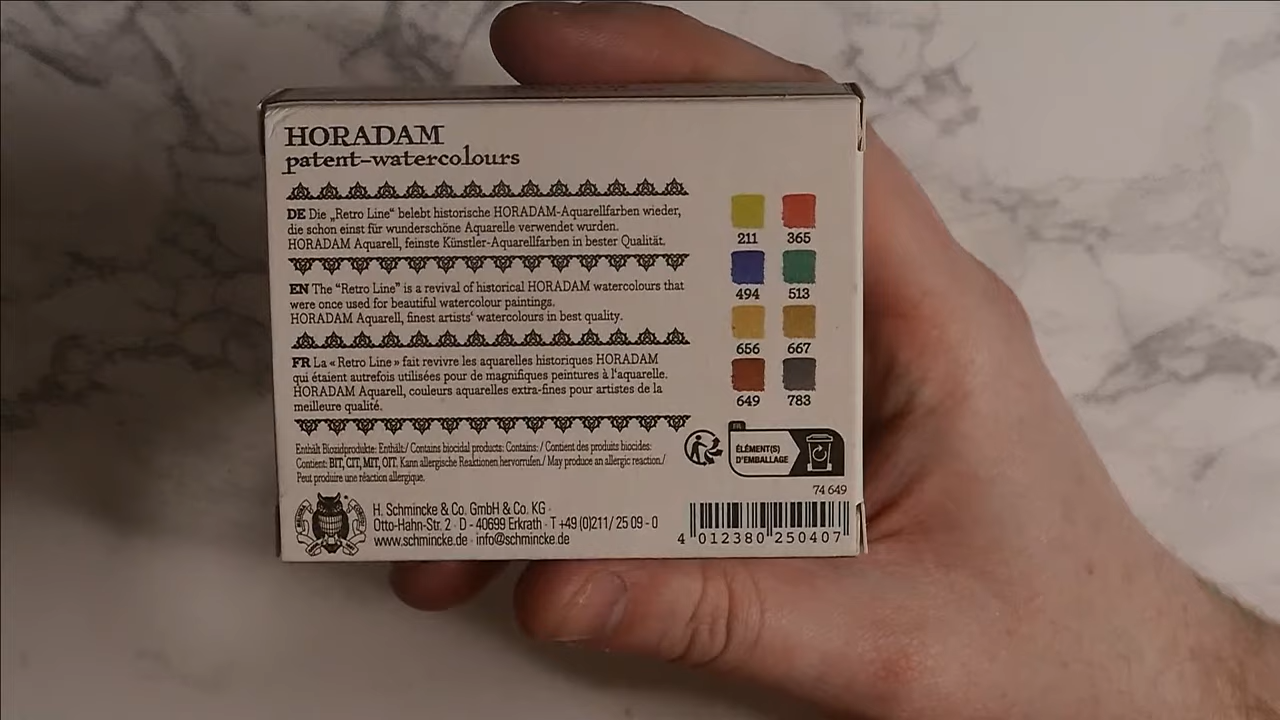 HORADAM
patent-watercolours
DE Die „Retro Line“ belebt historische HORADAM-Aquarellfarben wieder,
die schon einst für wunderschöne Aquarelle verwendet wurden.
HORADAM Aquarell, feinste Künstler-Aquarellfarben in bester Qualität.
EN The “Retro Line” is a revival of historical HORADAM watercolours that
were once used for beautiful watercolour paintings.
HORADAM Aquarell, finest artists‘ watercolours in best quality.
FR La « Retro Line » fait revivre les aquarelles historiques HORADAM
qui étaient autrefois utilisées pour de magnifiques peintures à l'aquarelle.
HORADAM Aquarell, couleurs aquarelles extra-fines pour artistes de la
meilleure qualité.
Enthält Biozidprodukte: Enthält:/ Contains biocidal products: Contains:/ Contient des produits biocides:
Contient: BIT, CIT, MIT, OIT. Kann allergische Reaktionen hervorrufen./ May produce an allergic reaction./
Peut produire une réaction allergique.
H. Schmincke & Co. GmbH & Co. KG ·
Otto-Hahn-Str. 2 · D - 40699 Erkrath · T +49 (0)211/ 25 09 - 0
www.schmincke.de · info@schmincke.de
211 365
494 513
656 667
649 783
FR
ÉLÉMENT(S)
D'EMBALLAGE
74 649
4 012380 250407